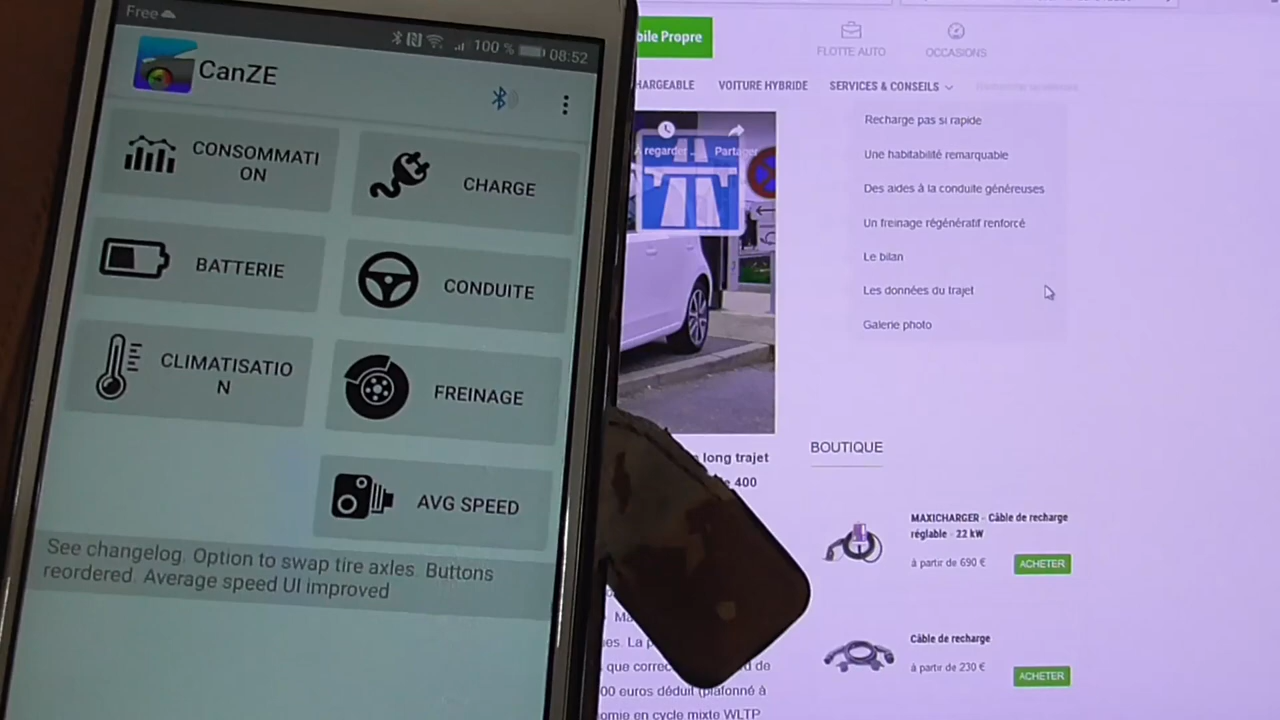 Free
100 %
08:52
CanZE
CONSOMMATI
ON
CHARGE
BATTERIE
CONDUITE
CLIMATISATIO
N
FREINAGE
AVG SPEED
See changelog. Option to swap tire axles. Buttons
reordered. Average speed UI improved
bile Propre
FLOTTE AUTO
OCCASIONS
HARGEABLE
VOITURE HYBRIDE
SERVICES & CONSEILS
A regarder ...
Partager
Recharge pas si rapide
Une habitabilité remarquable
Des aides à la conduite généreuses
Un freinage régénératif renforcé
Le bilan
Les données du trajet
Galerie photo
long trajet
400
BOUTIQUE
MAXICHARGER - Câble de recharge
réglable - 22 kW
à partir de 690 €
ACHETER
Câble de recharge
à partir de 230 €
ACHETER
es. La
que correc
d de
00 euros déduit (plafonné à
omie en cycle mixte WLTP